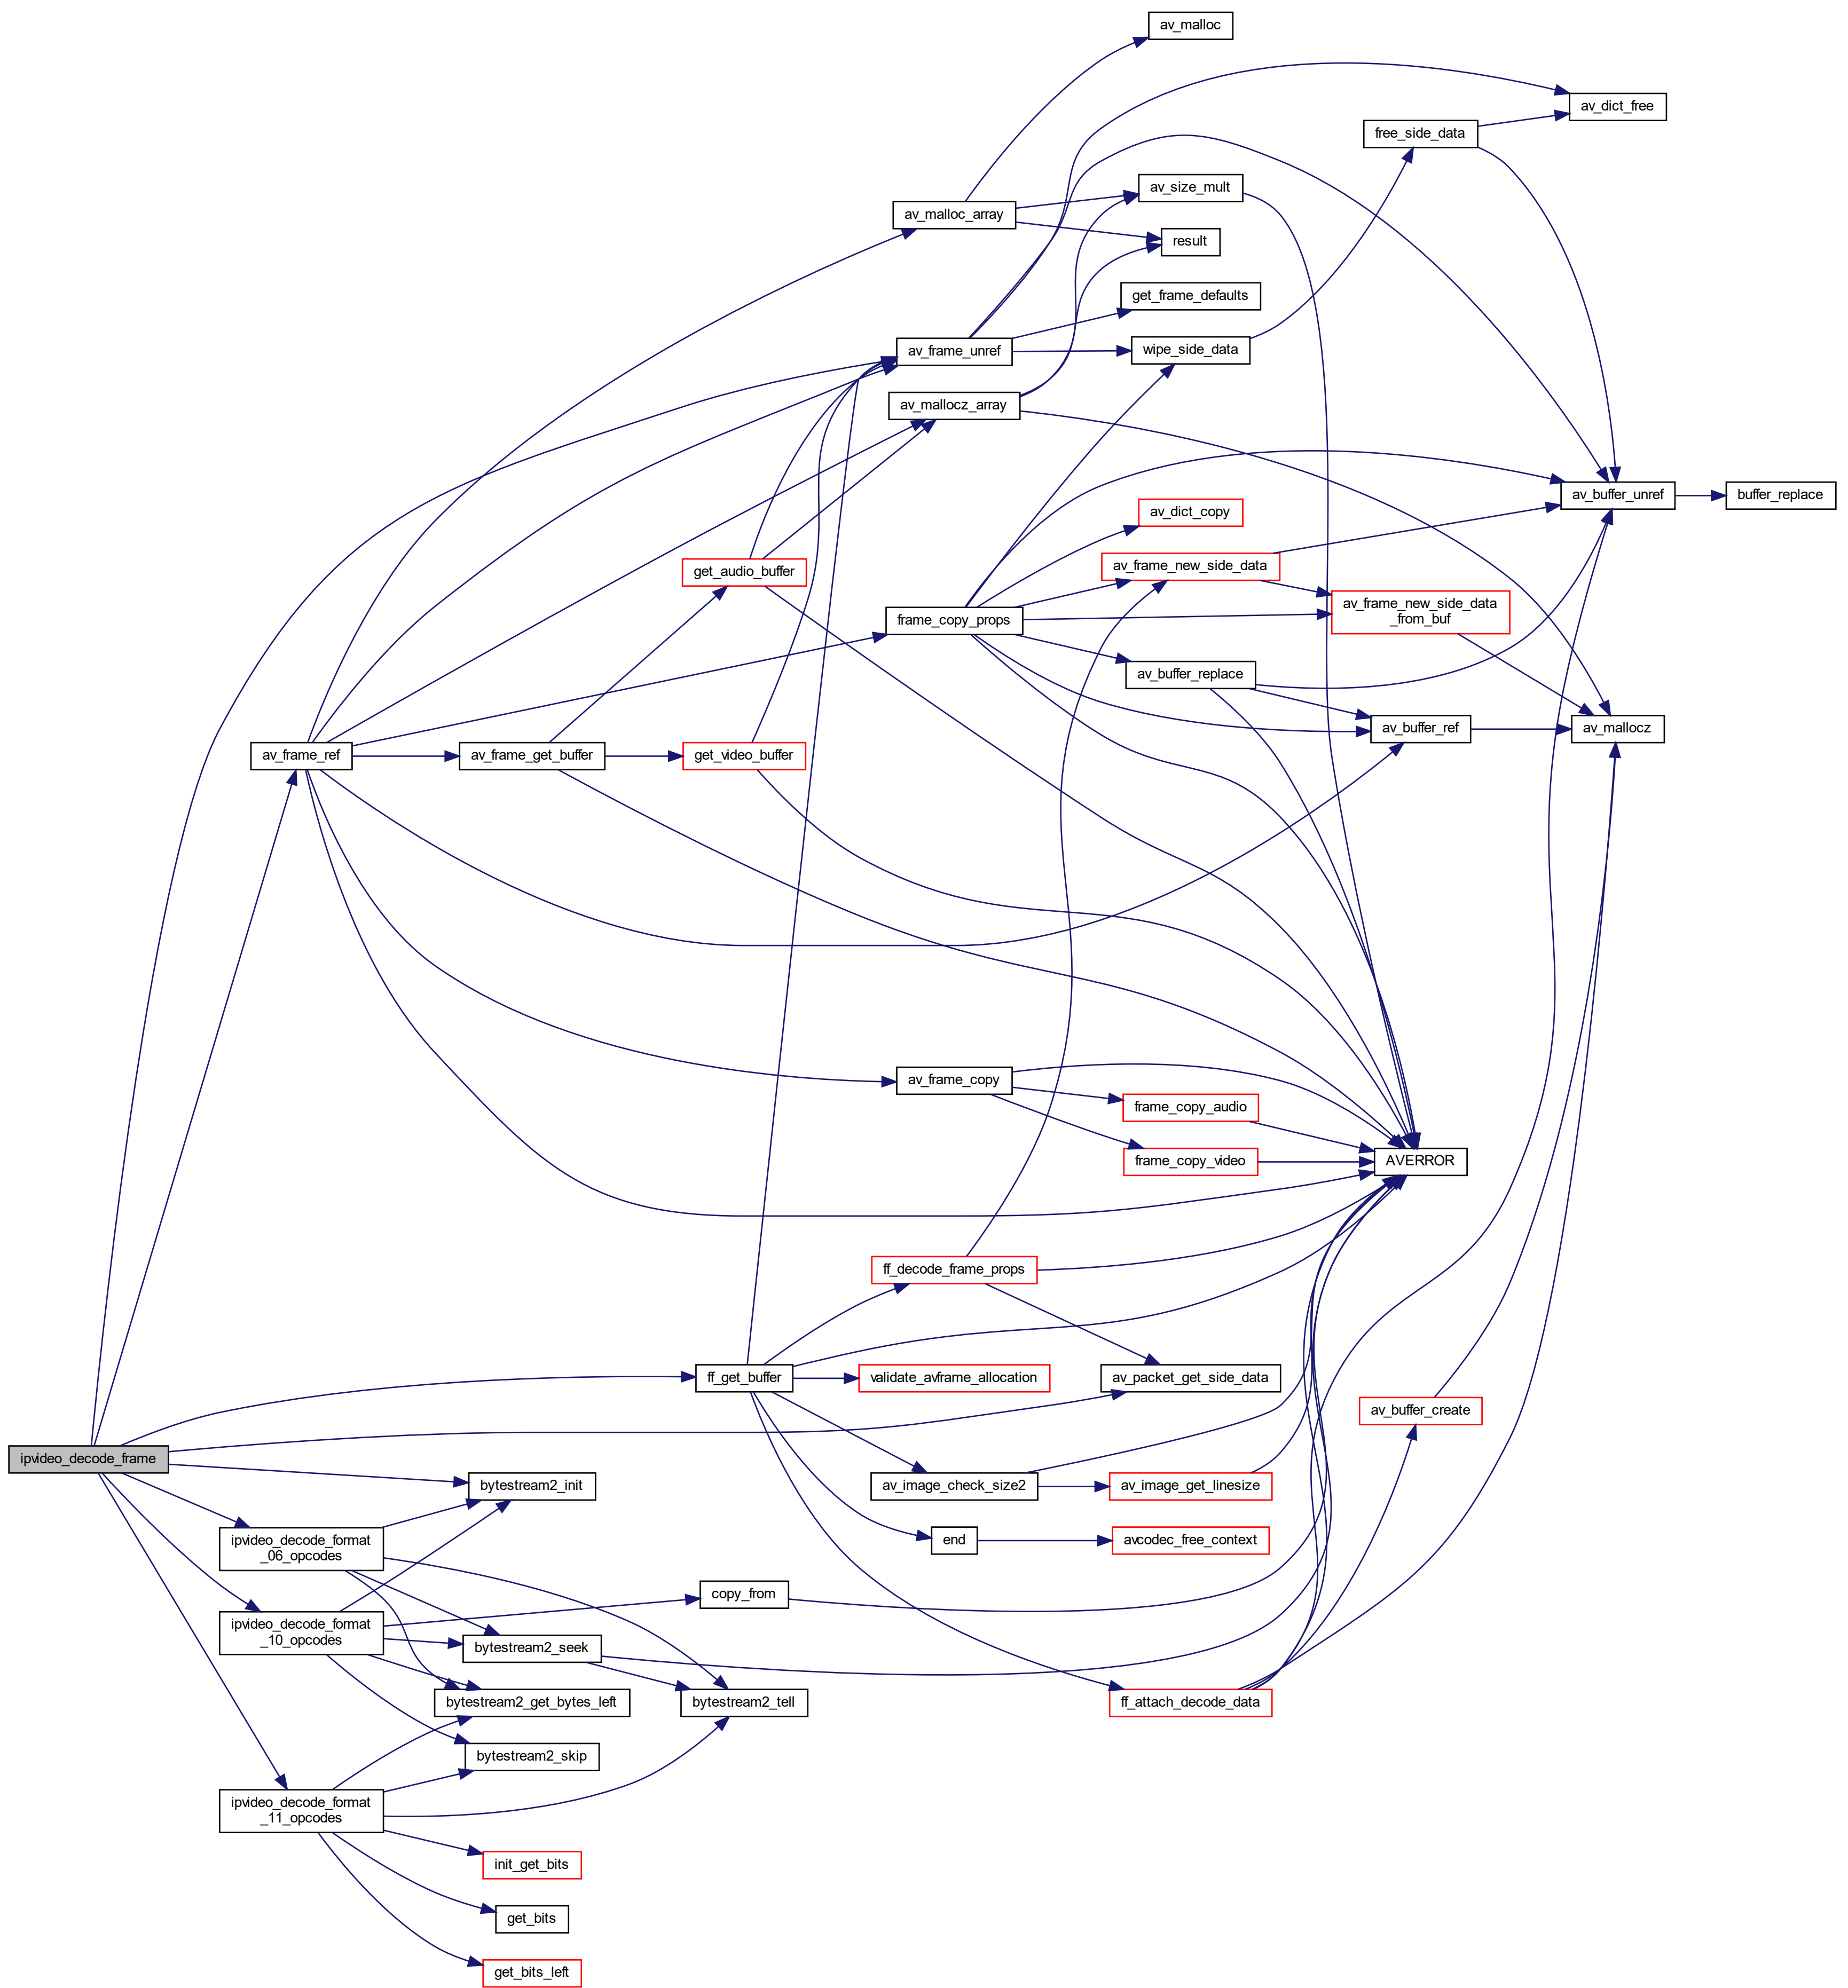 av_malloc
av_dict_free
free_side_data
av_size_mult
av_malloc_array
result
get_frame_defaults
av_frame_unref
wipe_side_data
av_mallocz_array
av_buffer_unref
buffer_replace
av_dict_copy
get_audio_buffer
av_frame_new_side_data
av_frame_new_side_data
_from_buf
frame_copy_props
av_buffer_replace
av_frame_ref
av_frame_get_buffer
get_video_buffer
av_buffer_ref
av_mallocz
av_frame_copy
frame_copy_audio
frame_copy_video
AVERROR
ff_decode_frame_props
ff_get_buffer
validate_avframe_allocation
av_packet_get_side_data
av_buffer_create
ipvideo_decode_frame
bytestream2_init
av_image_check_size2
av_image_get_linesize
ipvideo_decode_format
_06_opcodes
end
avcodec_free_context
copy_from
ipvideo_decode_format
_10_opcodes
bytestream2_seek
bytestream2_get_bytes_left
bytestream2_tell
ff_attach_decode_data
bytestream2_skip
ipvideo_decode_format
_11_opcodes
init_get_bits
get_bits
get_bits_left